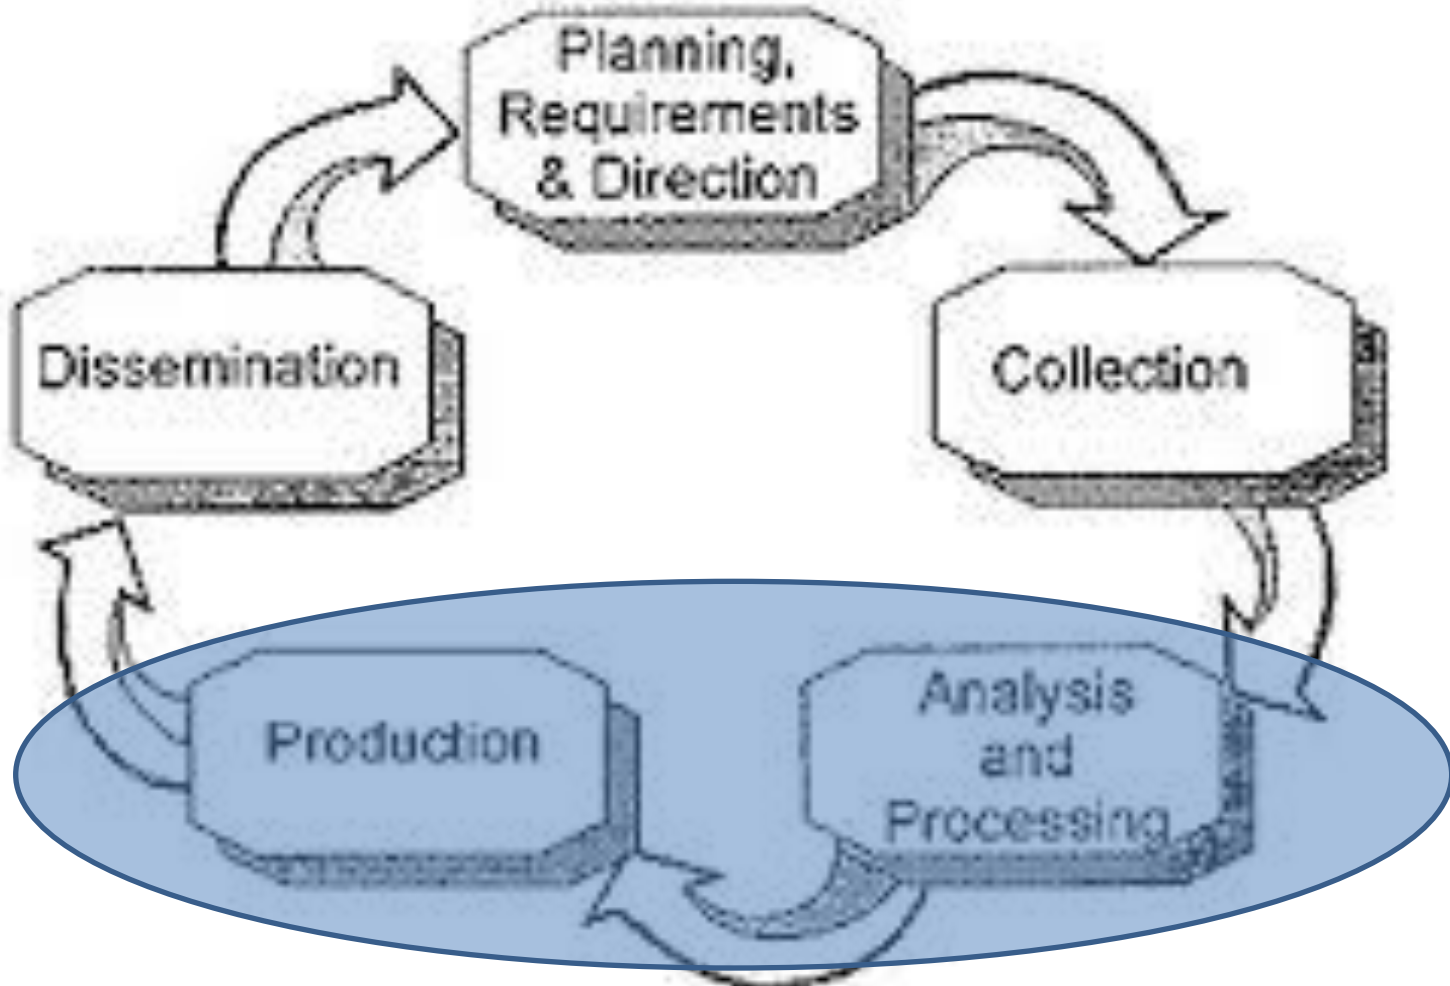 Planning,
Requirements
& Direction
Dissemination
Collection
Production
Analysis
and
Processing